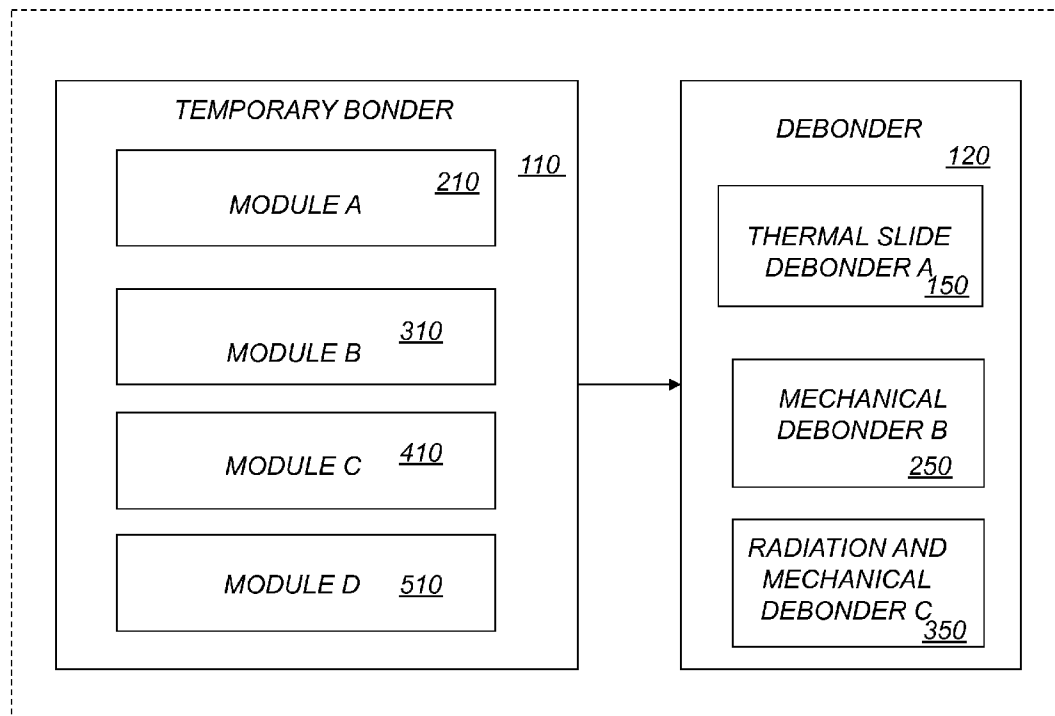 TEMPORARY BONDER
110
MODULE A
210
MODULE B
310
MODULE C
410
MODULE D
510
DEBONDER
120
THERMAL SLIDE
DEBONDER A
150
MECHANICAL
DEBONDER B
250
RADIATION AND
MECHANICAL
DEBONDER C
350